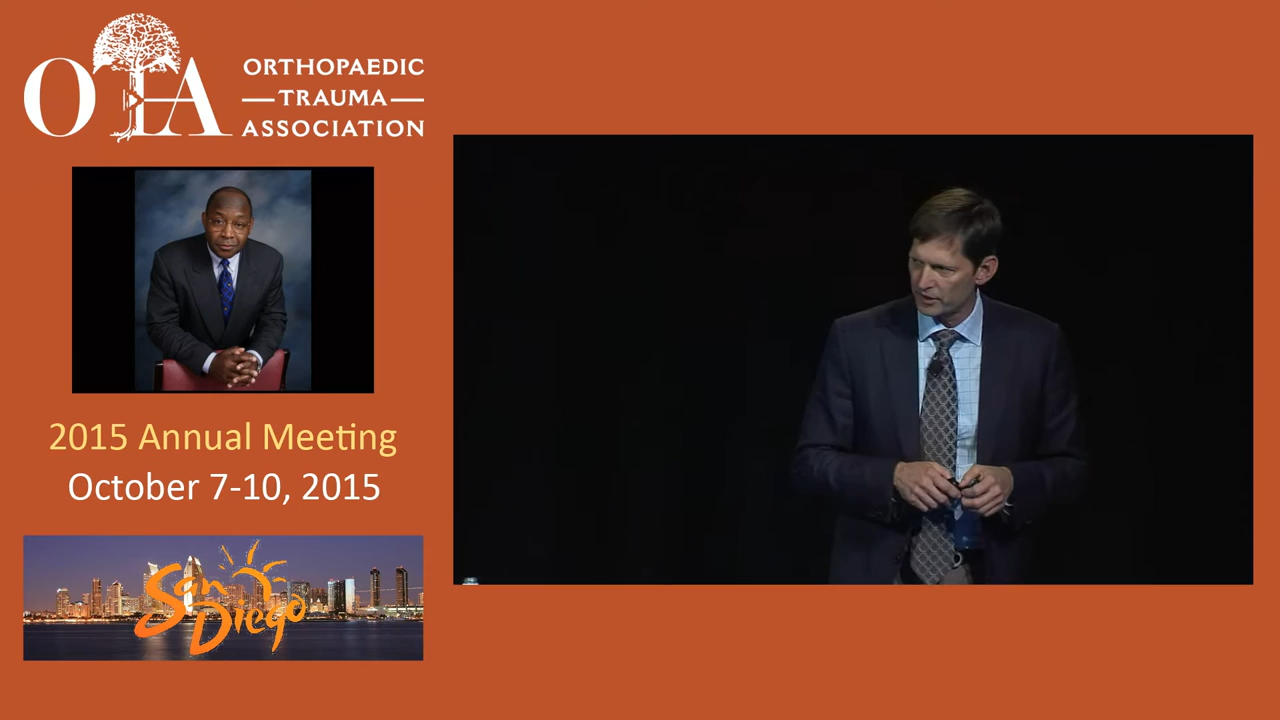 OTA
ORTHOPAEDIC
TRAUMA
ASSOCIATION
2015 Annual Meeting
October 7-10, 2015
San
Diego